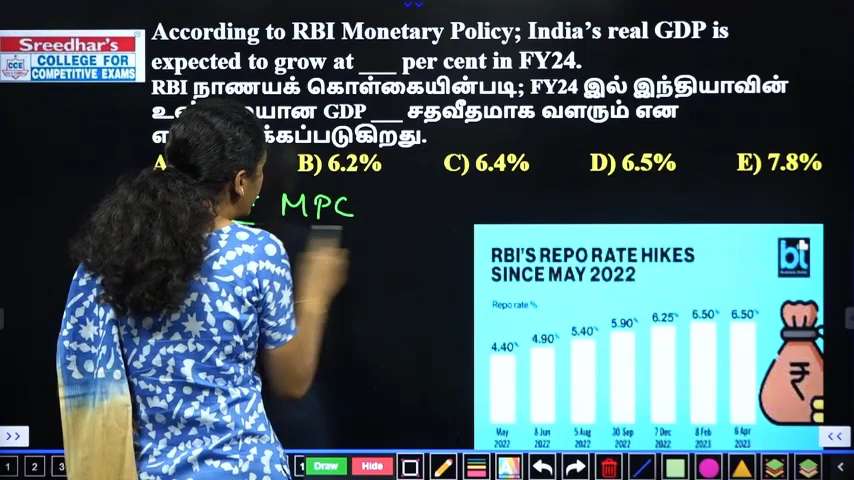 According to RBI Monetary Policy; India's real GDP is
expected to grow at ___ per cent in FY24.
Sreedhar's
CCE
COLLEGE FOR
COMPETITIVE EXAMS
RBI நாணயக் கொள்கையின்படி; FY24 இல் இந்தியாவின்
GDP ___ சதவீதமாக வளரும் என
B) 6.2% C) 6.4% D) 6.5% E) 7.8%
MPC
RBI'S REPO RATE HIKES
SINCE MAY 2022
bt
Repo rate %
4.40% 4.90% 5.40% 5.90% 6.25% 6.50% 6.50%
May 2022 8 Jun 2022 5 Aug 2022 30 Sep 2022 7 Dec 2022 8 Feb 2023 6 Apr 2023
₹
>> <<
1 2 3 1 Draw Hide